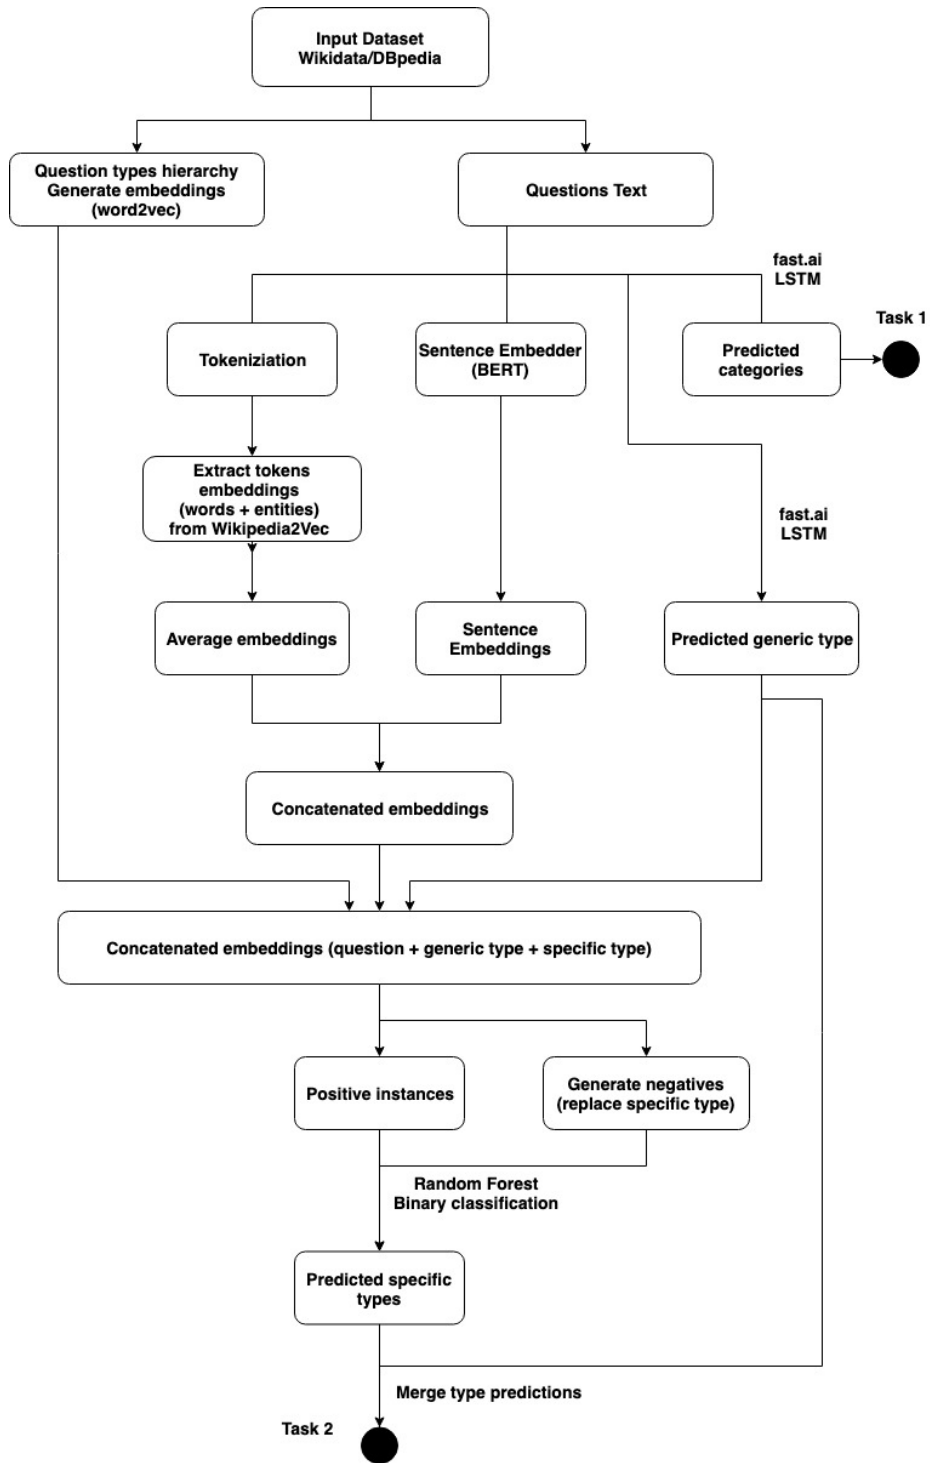 Input Dataset
Wikidata/DBpedia
Question types hierarchy
Generate embeddings
(word2vec)
Questions Text
fast.ai
LSTM
Task 1
Tokeniziation
Sentence Embedder
(BERT)
Predicted
categories
Extract tokens
embeddings
(words + entities)
from Wikipedia2Vec
fast.ai
LSTM
Average embeddings
Sentence
Embeddings
Predicted generic type
Concatenated embeddings
Concatenated embeddings (question + generic type + specific type)
Positive instances
Generate negatives
(replace specific type)
Random Forest
Binary classification
Predicted specific
types
Merge type predictions
Task 2